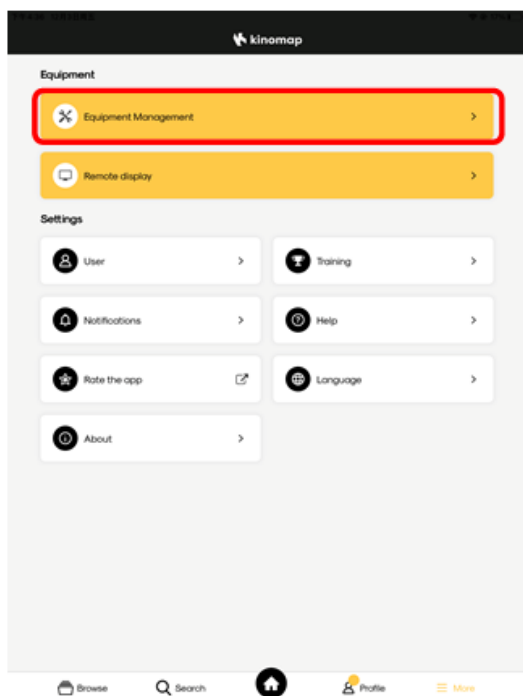 kinomap
Equipment
Equipment Management
Remote display
Settings
User
Training
Notifications
Help
Rate the app
Language
About
Browse
Search
Profile
More